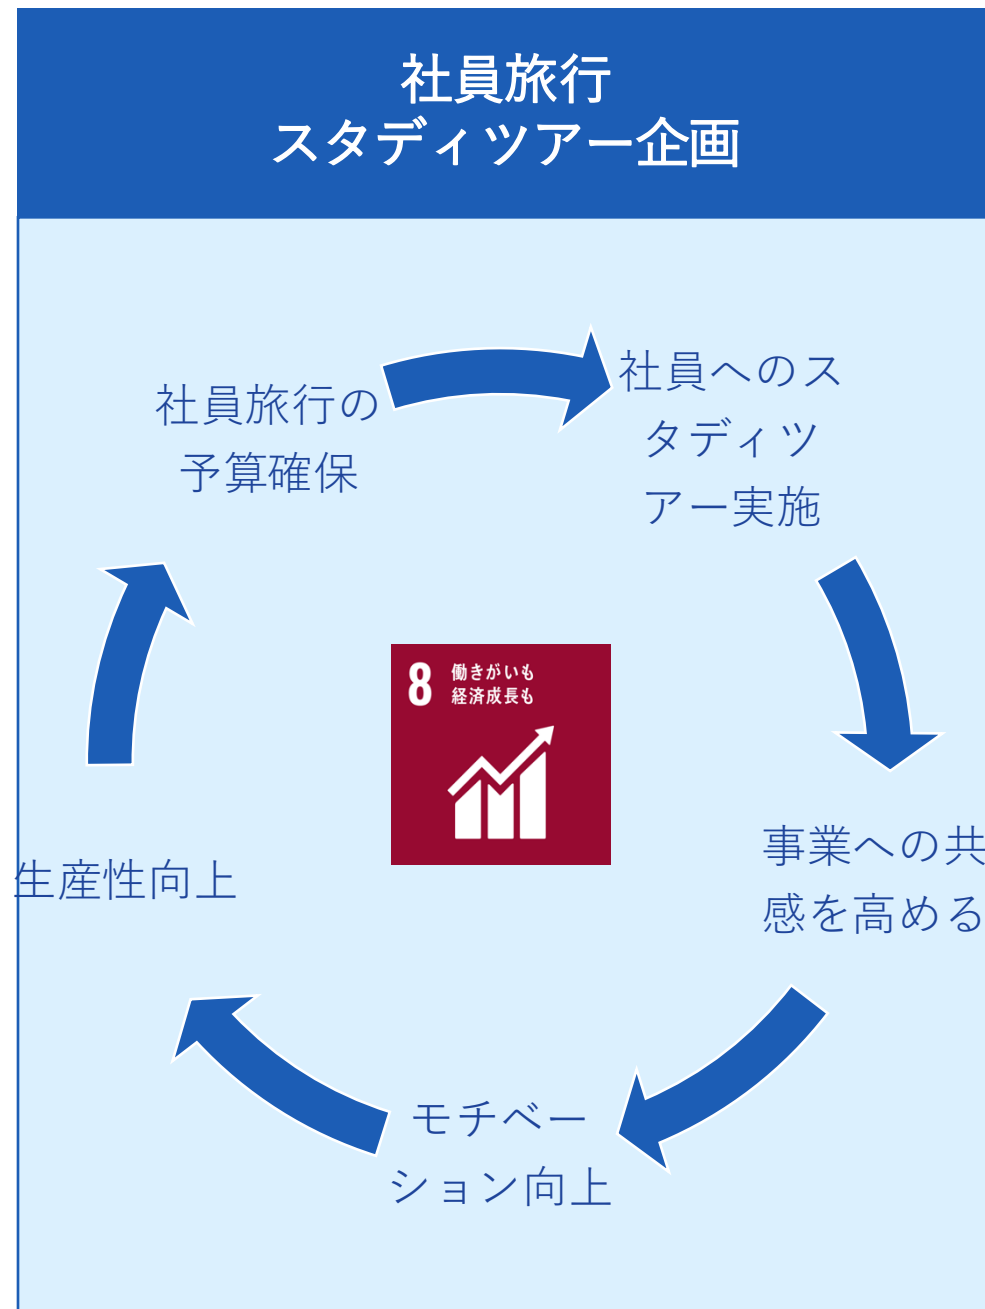 社員旅行
スタディツアー企画
社員旅行の
予算確保
社員へのス
タディツ
アー実施
8 働きがいも
経済成長も
事業への共
感を高める
生産性向上
モチベー
ション向上